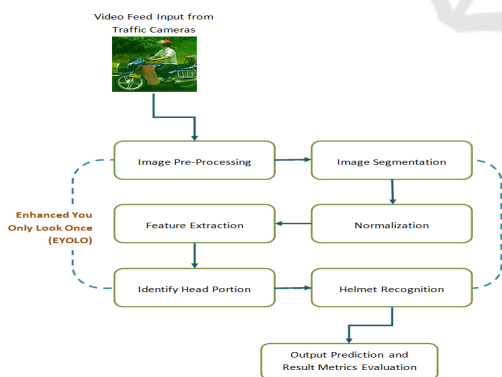 Video Feed Input from
Traffic Cameras
Image Pre-Processing
Image Segmentation
Enhanced You
Only Look Once
(EYOLO)
Feature Extraction
Normalization
Identify Head Portion
Helmet Recognition
Output Prediction and
Result Metrics Evaluation